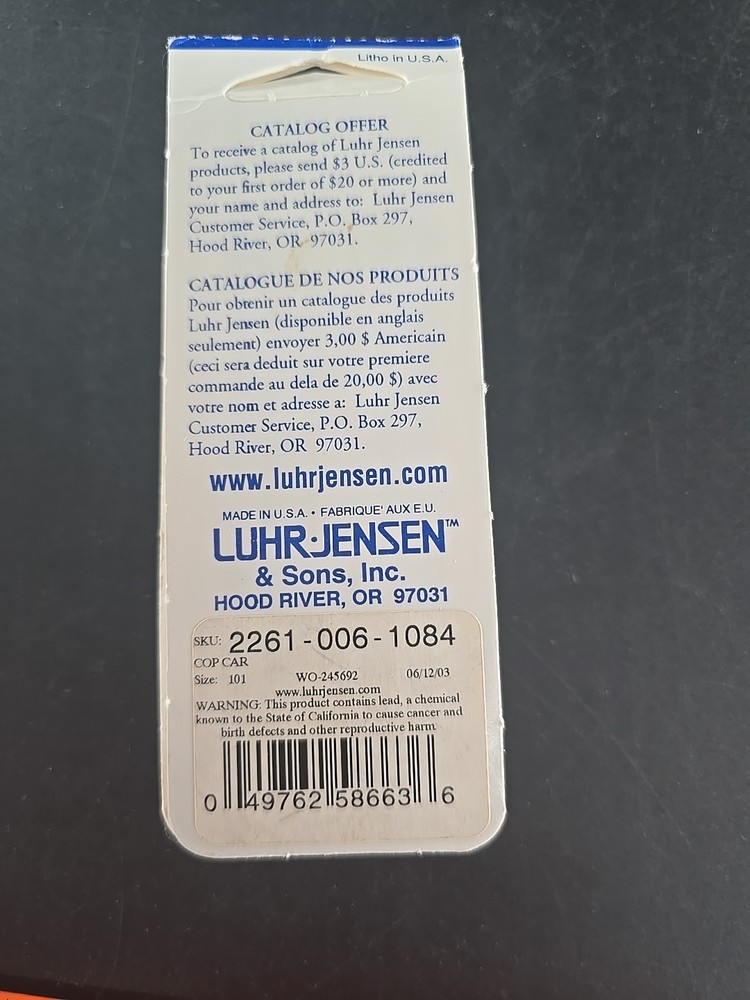 Litho in U.S.A.
CATALOG OFFER
To receive a catalog of Luhr Jensen
products, please send $3 U.S. (credited
to your first order of $20 or more) and
your name and address to: Luhr Jensen
Customer Service, P.O. Box 297,
Hood River, OR 97031.
CATALOGUE DE NOS PRODUITS
Pour obtenir un catalogue des produits
Luhr Jensen (disponible en anglais
seulement) envoyer 3,00 $ Americain
(ceci sera deduit sur votre premiere
commande au dela de 20,00 $) avec
votre nom et adresse a: Luhr Jensen
Customer Service, P.O. Box 297,
Hood River, OR 97031.
www.luhrjensen.com
MADE IN U.S.A. • FABRIQUE' AUX E.U.
LUHR·JENSEN™
& Sons, Inc.
HOOD RIVER, OR 97031
SKU: 2261-006-1084
COP CAR
Size: 101 WO-245692 06/12/03
www.luhrjensen.com
WARNING: This product contains lead, a chemical
known to the State of California to cause cancer and
birth defects and other reproductive harm.
0 49762 58663 6